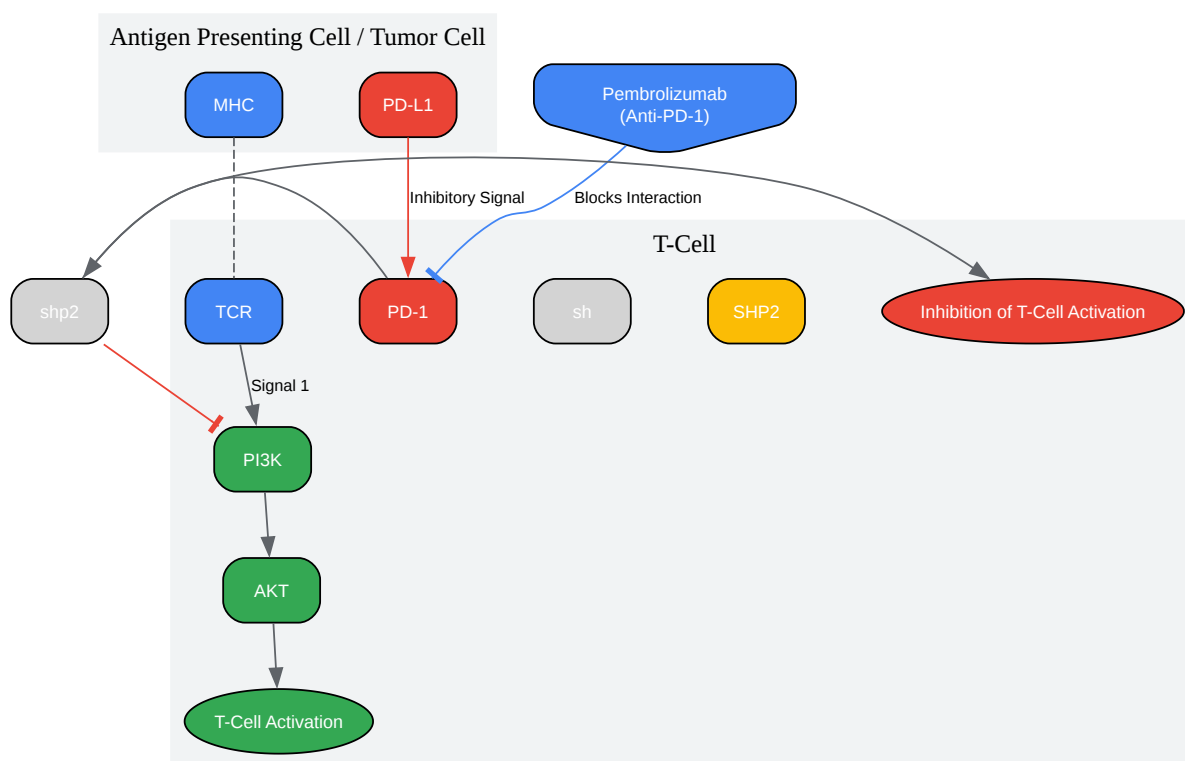 Antigen Presenting Cell / Tumor Cell
MHC
PD-L1
Pembrolizumab
(Anti-PD-1)
Inhibitory Signal
Blocks Interaction
T-Cell
shp2
TCR
PD-1
sh
SHP2
Inhibition of T-Cell Activation
Signal 1
PI3K
AKT
T-Cell Activation